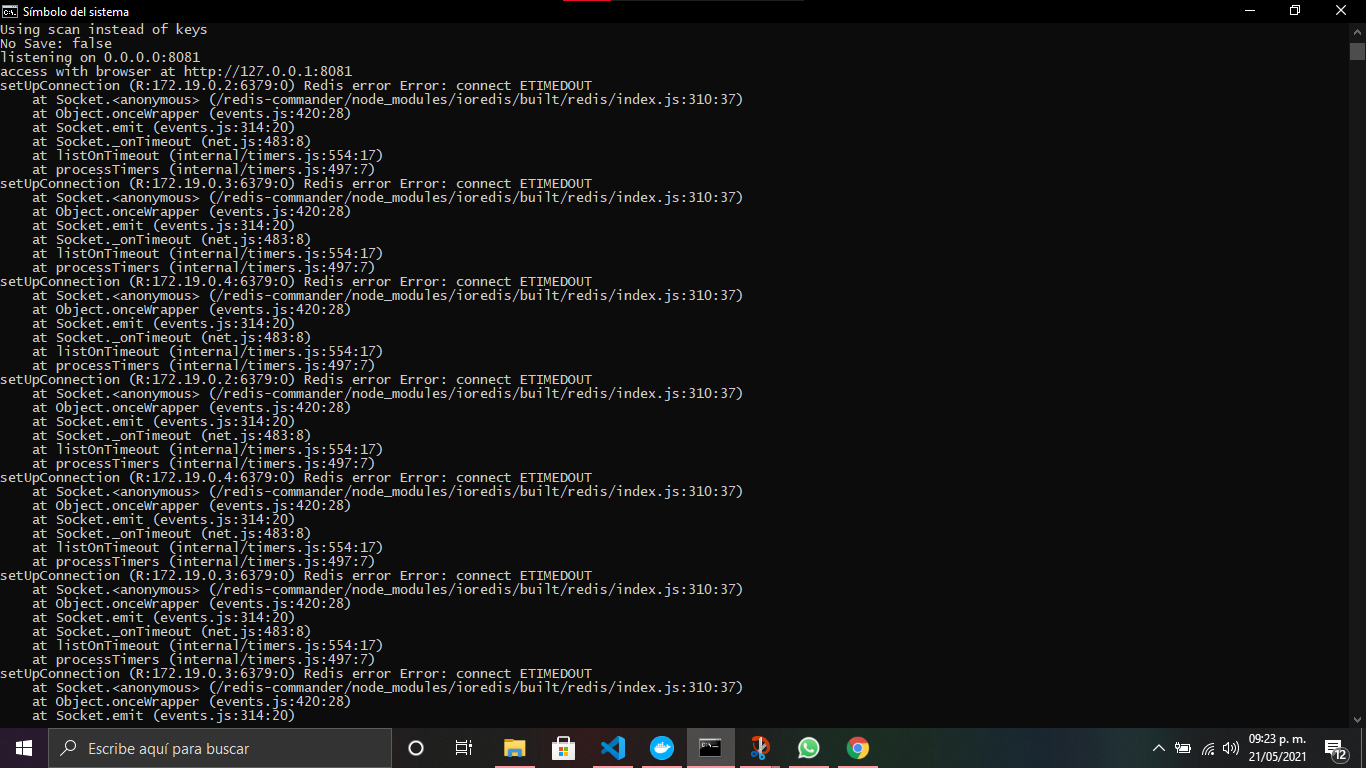 Símbolo del sistema
Using scan instead of keys
No Save: false
listening on 0.0.0.0:8081
access with browser at http://127.0.0.1:8081
setUpConnection (R:172.19.0.2:6379:0) Redis error Error: connect ETIMEDOUT
    at Socket.<anonymous> (/redis-commander/node_modules/ioredis/built/redis/index.js:310:37)
    at Object.onceWrapper (events.js:420:28)
    at Socket.emit (events.js:314:20)
    at Socket._onTimeout (net.js:483:8)
    at listOnTimeout (internal/timers.js:554:17)
    at processTimers (internal/timers.js:497:7)
setUpConnection (R:172.19.0.3:6379:0) Redis error Error: connect ETIMEDOUT
    at Socket.<anonymous> (/redis-commander/node_modules/ioredis/built/redis/index.js:310:37)
    at Object.onceWrapper (events.js:420:28)
    at Socket.emit (events.js:314:20)
    at Socket._onTimeout (net.js:483:8)
    at listOnTimeout (internal/timers.js:554:17)
    at processTimers (internal/timers.js:497:7)
setUpConnection (R:172.19.0.4:6379:0) Redis error Error: connect ETIMEDOUT
    at Socket.<anonymous> (/redis-commander/node_modules/ioredis/built/redis/index.js:310:37)
    at Object.onceWrapper (events.js:420:28)
    at Socket.emit (events.js:314:20)
    at Socket._onTimeout (net.js:483:8)
    at listOnTimeout (internal/timers.js:554:17)
    at processTimers (internal/timers.js:497:7)
setUpConnection (R:172.19.0.2:6379:0) Redis error Error: connect ETIMEDOUT
    at Socket.<anonymous> (/redis-commander/node_modules/ioredis/built/redis/index.js:310:37)
    at Object.onceWrapper (events.js:420:28)
    at Socket.emit (events.js:314:20)
    at Socket._onTimeout (net.js:483:8)
    at listOnTimeout (internal/timers.js:554:17)
    at processTimers (internal/timers.js:497:7)
setUpConnection (R:172.19.0.4:6379:0) Redis error Error: connect ETIMEDOUT
    at Socket.<anonymous> (/redis-commander/node_modules/ioredis/built/redis/index.js:310:37)
    at Object.onceWrapper (events.js:420:28)
    at Socket.emit (events.js:314:20)
    at Socket._onTimeout (net.js:483:8)
    at listOnTimeout (internal/timers.js:554:17)
    at processTimers (internal/timers.js:497:7)
setUpConnection (R:172.19.0.3:6379:0) Redis error Error: connect ETIMEDOUT
    at Socket.<anonymous> (/redis-commander/node_modules/ioredis/built/redis/index.js:310:37)
    at Object.onceWrapper (events.js:420:28)
    at Socket.emit (events.js:314:20)
    at Socket._onTimeout (net.js:483:8)
    at listOnTimeout (internal/timers.js:554:17)
    at processTimers (internal/timers.js:497:7)
setUpConnection (R:172.19.0.3:6379:0) Redis error Error: connect ETIMEDOUT
    at Socket.<anonymous> (/redis-commander/node_modules/ioredis/built/redis/index.js:310:37)
    at Object.onceWrapper (events.js:420:28)
    at Socket.emit (events.js:314:20)
Escribe aquí para buscar
09:23 p. m.
21/05/2021
12